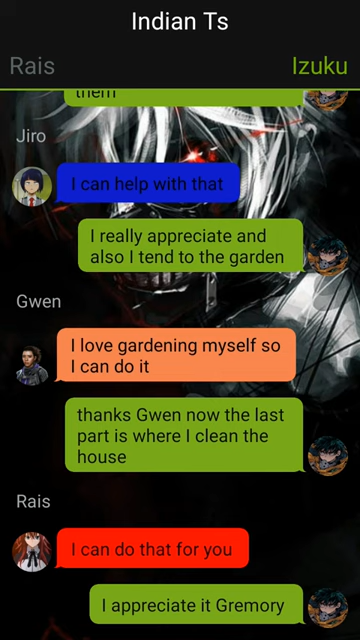 Indian Ts
Rais
Izuku
them
Jiro
I can help with that
I really appreciate and
also I tend to the garden
Gwen
I love gardening myself so
I can do it
thanks Gwen now the last
part is where I clean the
house
Rais
I can do that for you
I appreciate it Gremory